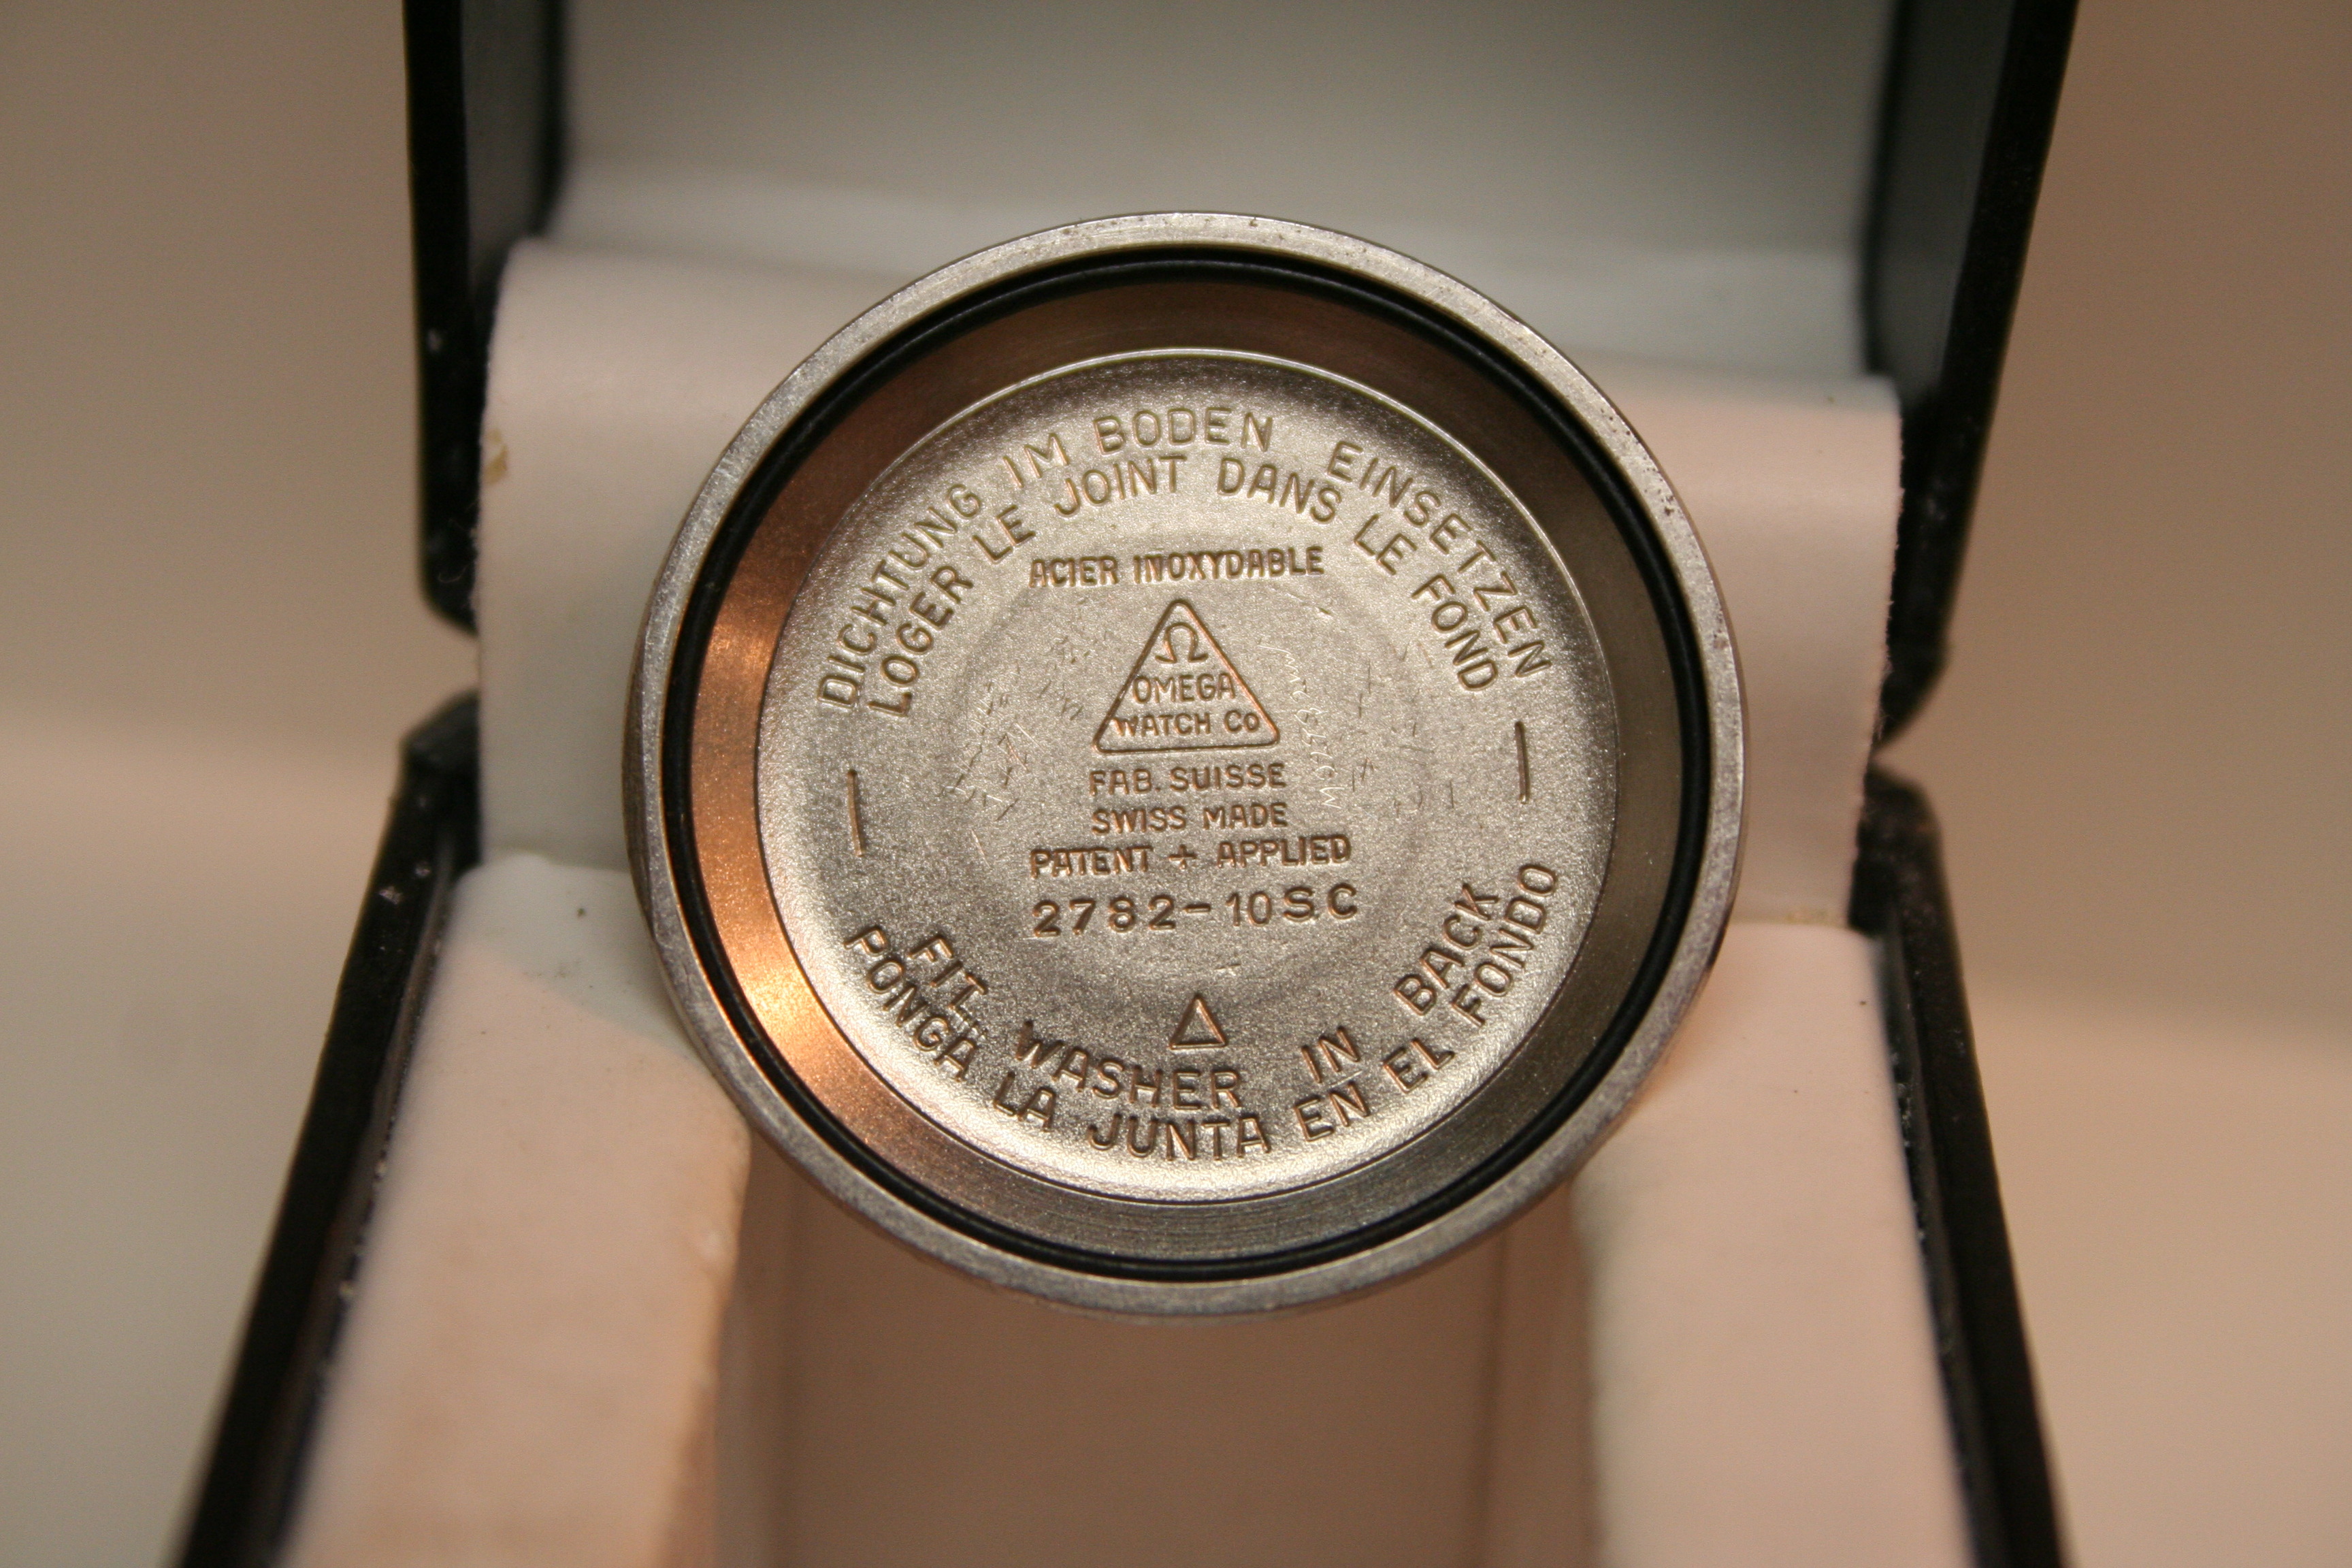 DICHTUNG IM BODEN EINSETZEN
LOGER LE JOINT DANS LE FOND
ACIER INOXYDABLE
Ω
OMEGA
WATCH CO
FAB. SUISSE
SWISS MADE
PATENT + APPLIED
2782-10 SC
FIT WASHER IN BACK
PONGA LA JUNTA EN EL FONDO